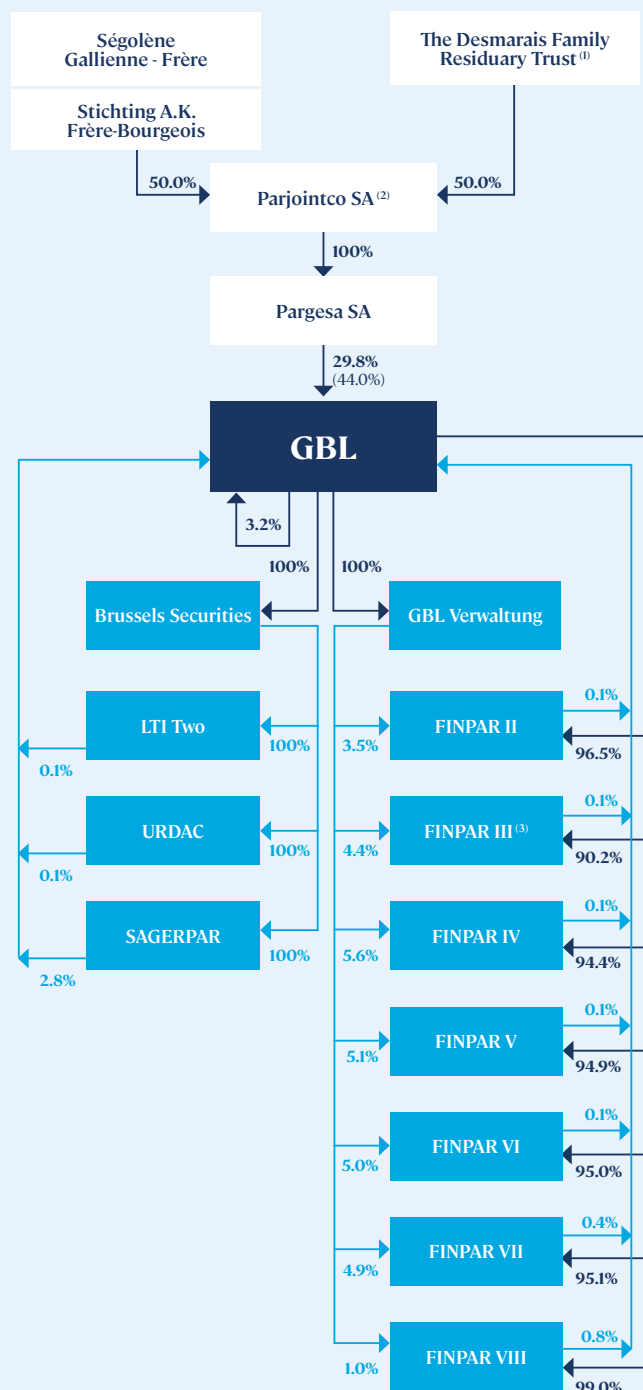 Ségolène
Gallienne - Frère
The Desmarais Family
Residuary Trust (1)
Stichting A.K.
Frère-Bourgeois
50.0%
Parjointco SA (2)
50.0%
100%
Pargesa SA
29.8%
(44.0%)
GBL
3.2%
100%
100%
Brussels Securities
GBL Verwaltung
LTI Two
0.1%
100%
3.5%
FINPAR II
0.1%
96.5%
URDAC
0.1%
100%
4.4%
FINPAR III (3)
0.1%
90.2%
SAGERPAR
2.8%
100%
5.6%
FINPAR IV
0.1%
94.4%
5.1%
FINPAR V
0.1%
94.9%
5.0%
FINPAR VI
0.1%
95.0%
4.9%
FINPAR VII
0.4%
95.1%
1.0%
FINPAR VIII
0.8%
99.0%